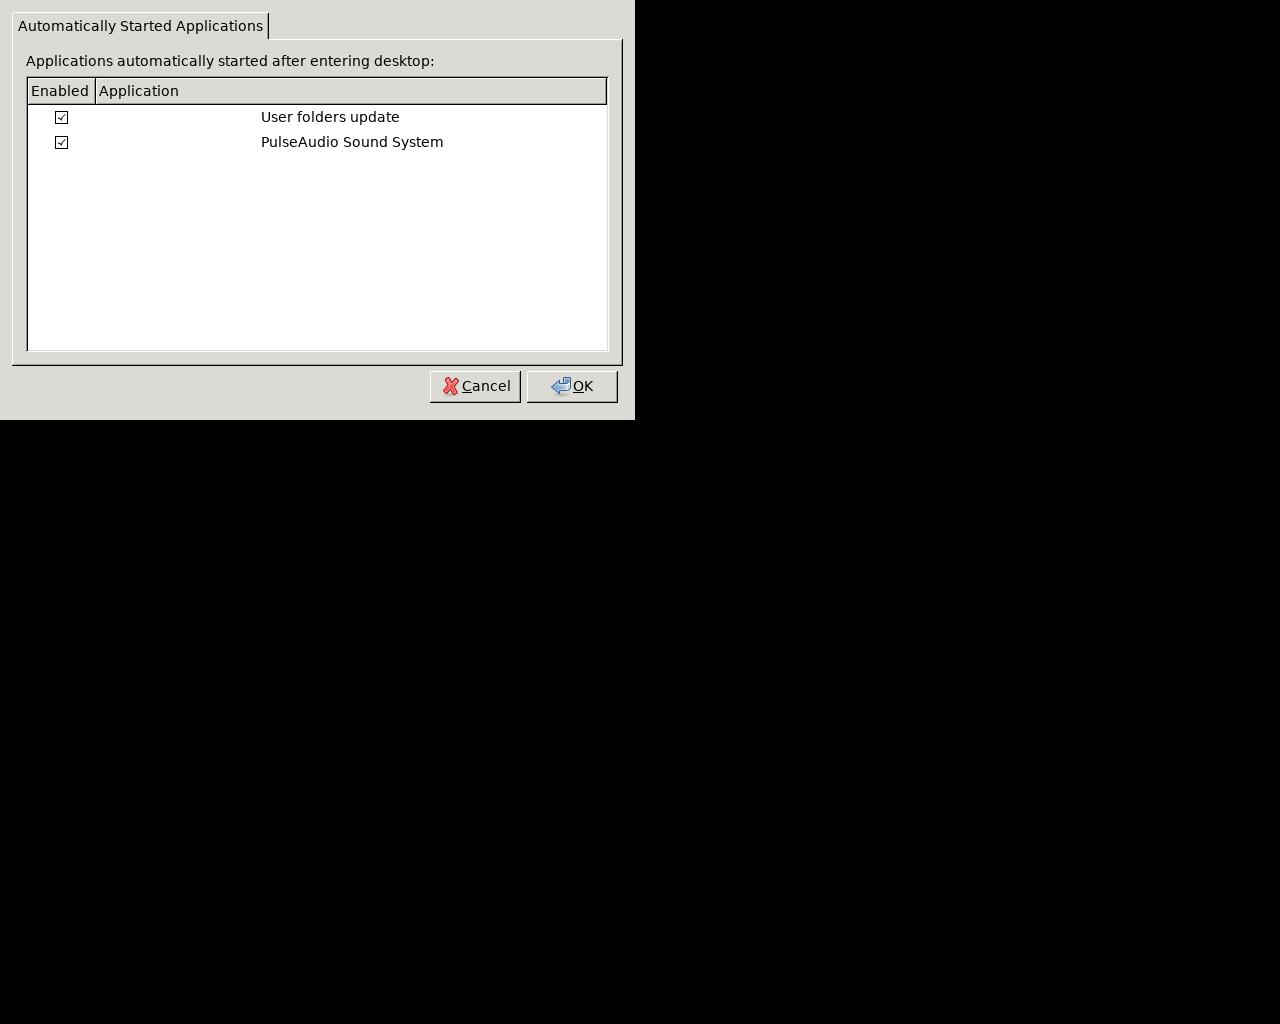 Automatically Started Applications
Applications automatically started after entering desktop:
Enabled Application
User folders update
PulseAudio Sound System
Cancel OK